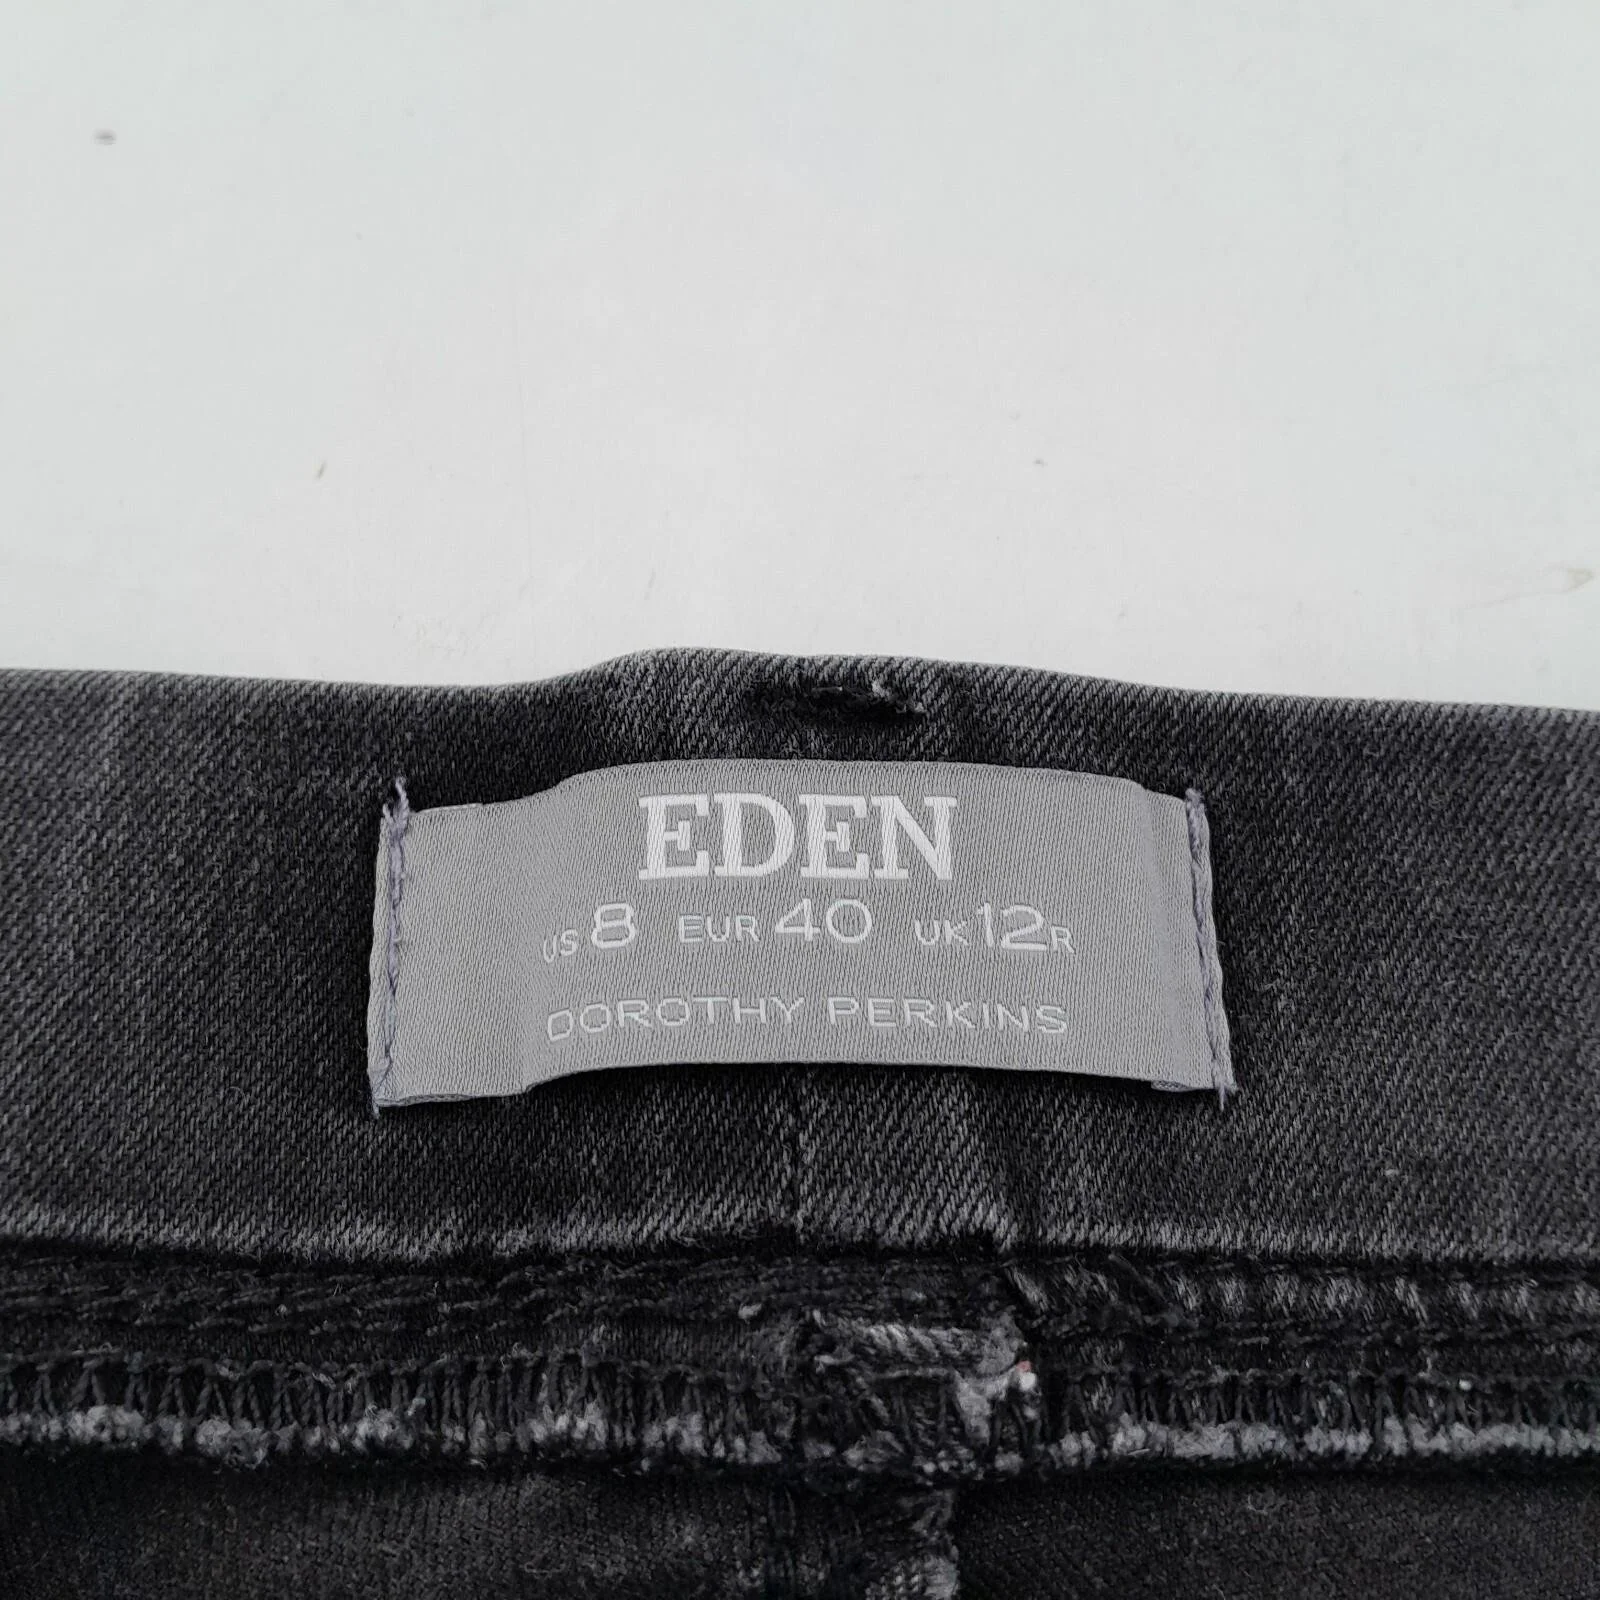 EDEN
US 8 EUR 40 UK 12R
DOROTHY PERKINS